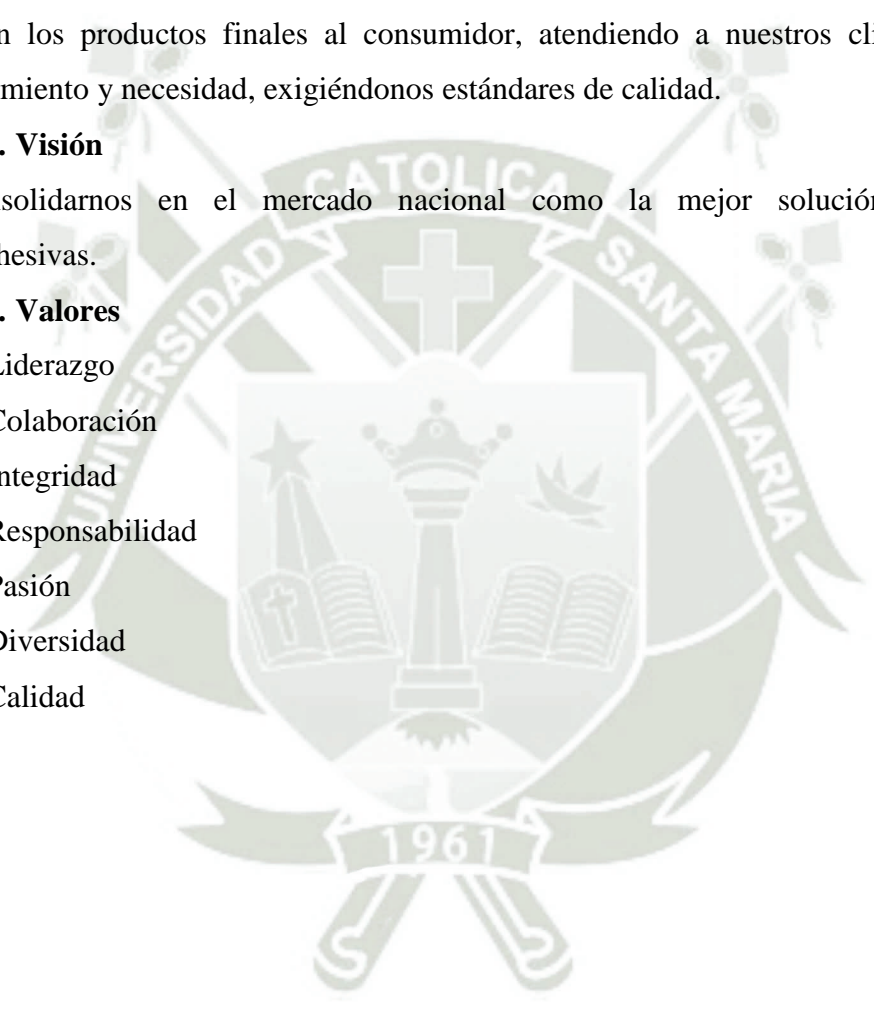 n los productos finales al consumidor, atendiendo a nuestros cli
miento y necesidad, exigiéndonos estándares de calidad.
. Visión
solidarnos en el mercado nacional como la mejor solución
hesivas.
. Valores
Liderazgo
Colaboración
ntegridad
Responsabilidad
Pasión
Diversidad
Calidad
UNIVERSIDAD CATOLICA SANTA MARIA
1961